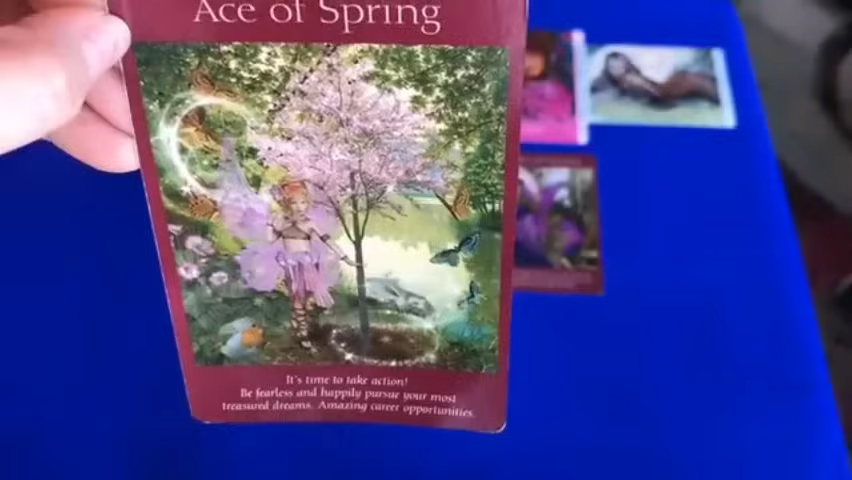 Ace of Spring
It's time to take action!
Be fearless and happily pursue your most
treasured dreams. Amazing career opportunities.